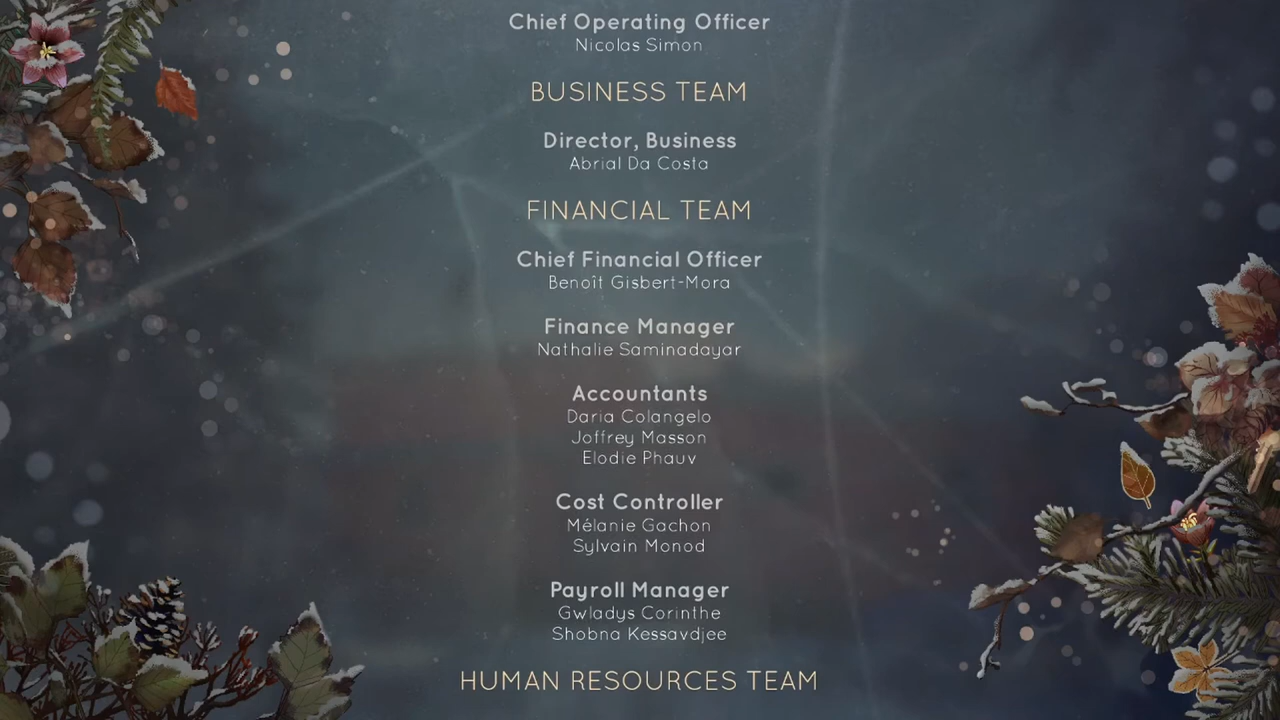 Chief Operating Officer
Nicolas Simon
BUSINESS TEAM
Director, Business
Abrial Da Costa
FINANCIAL TEAM
Chief Financial Officer
Benoît Gisbert-Mora
Finance Manager
Nathalie Saminadayar
Accountants
Daria Colangelo
Joffrey Masson
Elodie Phauv
Cost Controller
Mélanie Gachon
Sylvain Monod
Payroll Manager
Gwladys Corinthe
Shobna Kessavdjee
HUMAN RESOURCES TEAM